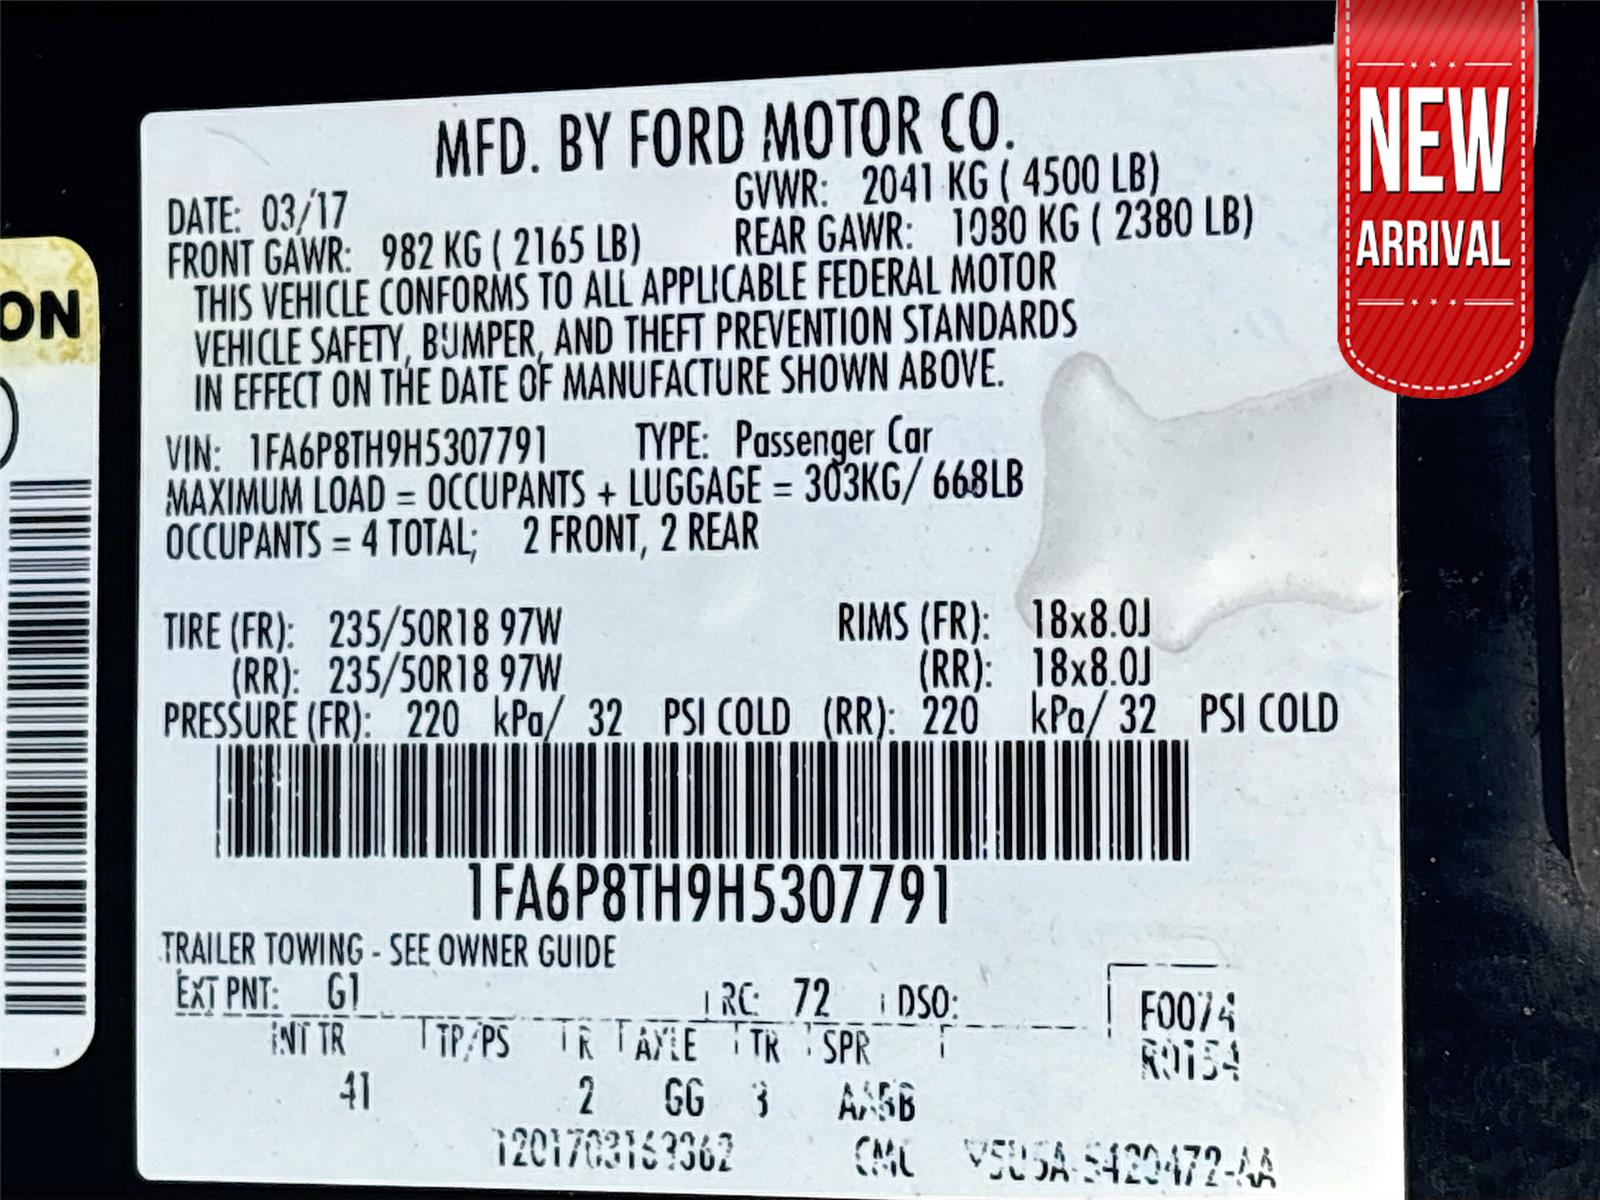 NEW
ARRIVAL
ON
MFD. BY FORD MOTOR CO.
DATE: 03/17
GVWR: 2041 KG ( 4500 LB)
FRONT GAWR: 982 KG ( 2165 LB)
REAR GAWR: 1080 KG ( 2380 LB)
THIS VEHICLE CONFORMS TO ALL APPLICABLE FEDERAL MOTOR
VEHICLE SAFETY, BUMPER, AND THEFT PREVENTION STANDARDS
IN EFFECT ON THE DATE OF MANUFACTURE SHOWN ABOVE.
VIN: 1FA6P8TH9H5307791 TYPE: Passenger Car
MAXIMUM LOAD = OCCUPANTS + LUGGAGE = 303KG/ 668LB
OCCUPANTS = 4 TOTAL; 2 FRONT, 2 REAR
TIRE (FR): 235/50R18 97W RIMS (FR): 18x8.0J
(RR): 235/50R18 97W (RR): 18x8.0J
PRESSURE (FR): 220 kPa/ 32 PSI COLD (RR): 220 kPa/ 32 PSI COLD
1FA6P8TH9H5307791
TRAILER TOWING - SEE OWNER GUIDE
EXT PNT: G1 RC: 72 DSO:
F0074
R0154
INT TR TP/PS R AXLE TR SPR
41 2 GG AABB
CMC